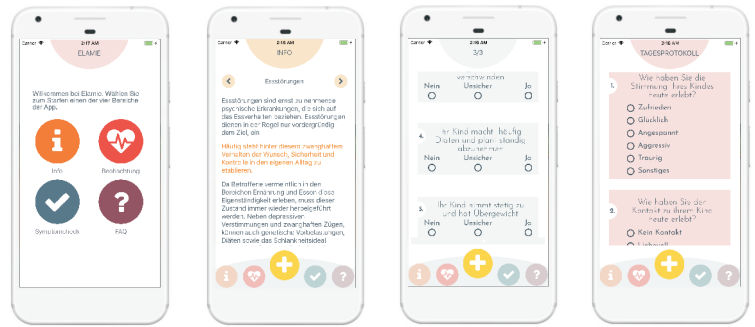 Carrier 2:17 AM
ELAMIE
Willkommen bei Elamie. Wählen Sie
zum Starten einen der vier Bereiche
der App.
Info
Beobachtung
Symptomcheck
FAQ
Carrier 2:16 AM
INFO
Essstörungen
Essstörungen sind ernst zu nehmende
psychische Erkrankungen, die sich auf
das Essverhalten beziehen. Essstörungen
dienen in der Regel nur vordergründig
dem Ziel, ein
Häufig steht hinter diesem zwanghaftem
Verhalten der Wunsch, Sicherheit und
Kontrolle in den eigenen Alltag zu
etablieren.
Da Betroffene vermeintlich in den
Bereichen Ernährung und Essen diese
Eigenständigkeit erleben, muss dieser
Zustand immer wieder herbeigeführt
werden. Neben depressiven
Verstimmungen und zwanghaften Zügen,
können auch genetische Vorbelastungen,
Diäten sowie das Schlankheitsideal
Carrier 2:16 AM
3/3
verschwinden
Nein Unsicher Ja
4.
Ihr Kind macht häufig
Diäten und plant ständig
abzunehmen
Nein Unsicher Ja
5.
Ihr Kind nimmt stetig zu
und hat Übergewicht
Nein Unsicher Ja
Carrier 2:16 AM
TAGESPROTOKOLL
1.
Wie haben Sie die
Stimmung Ihres Kindes
heute erlebt?
Zufrieden
Glücklich
Angespannt
Aggressiv
Traurig
Sonstiges
2.
Wie haben Sie den
Kontakt zu ihrem Kind
heute erlebt?
Kein Kontakt